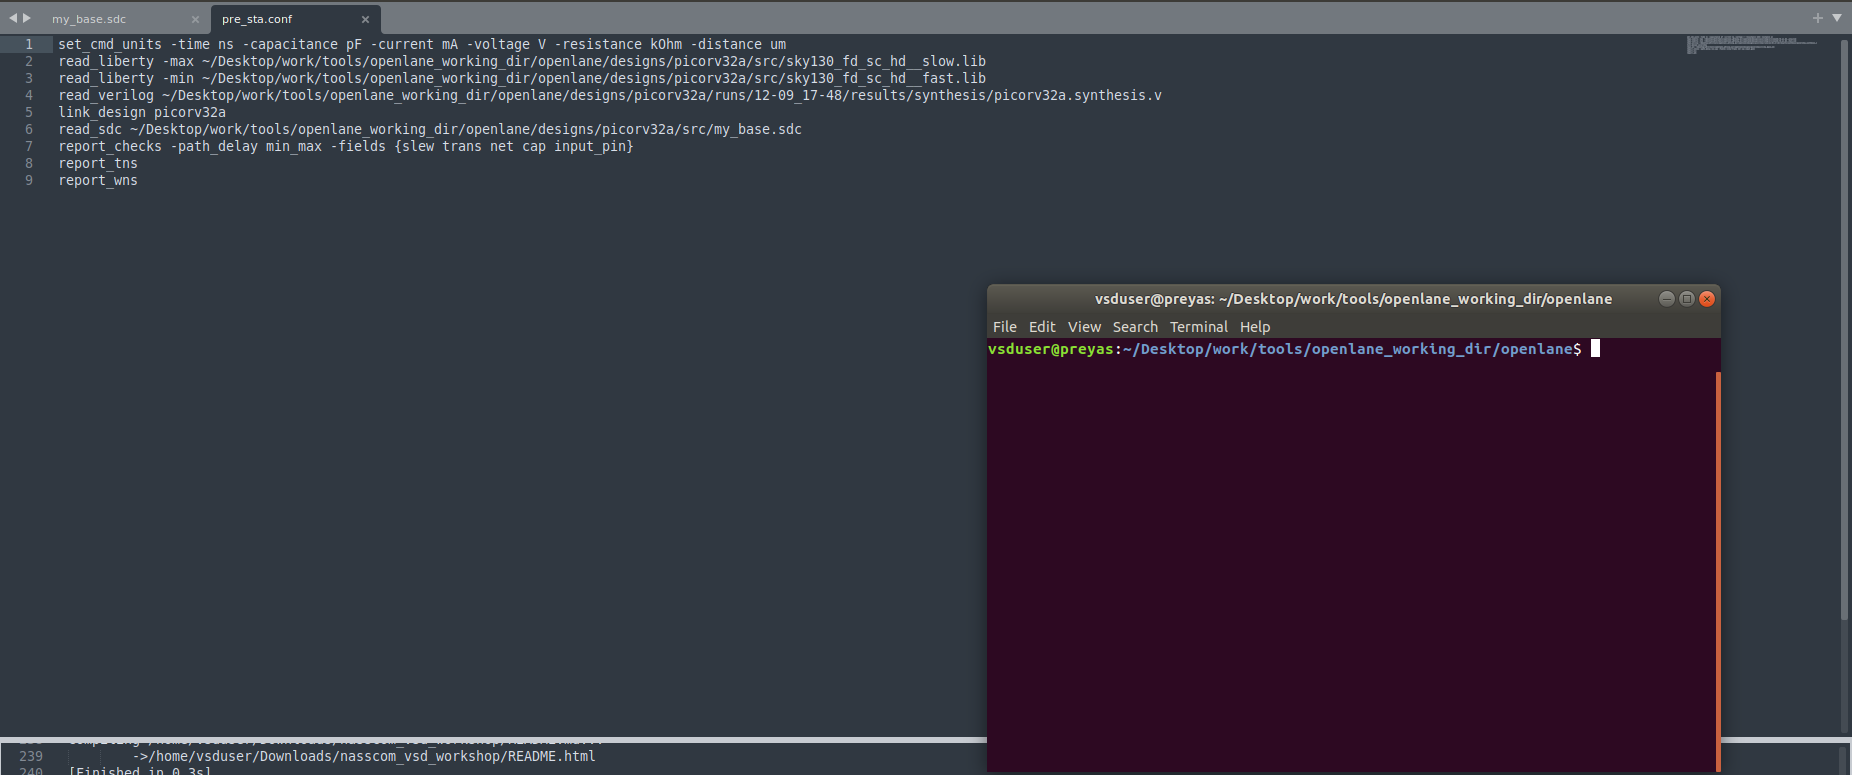 my_base.sdc × pre_sta.conf ×
1 set_cmd_units -time ns -capacitance pF -current mA -voltage V -resistance kOhm -distance um
2 read_liberty -max ~/Desktop/work/tools/openlane_working_dir/openlane/designs/picorv32a/src/sky130_fd_sc_hd__slow.lib
3 read_liberty -min ~/Desktop/work/tools/openlane_working_dir/openlane/designs/picorv32a/src/sky130_fd_sc_hd__fast.lib
4 read_verilog ~/Desktop/work/tools/openlane_working_dir/openlane/designs/picorv32a/runs/12-09_17-48/results/synthesis/picorv32a.synthesis.v
5 link_design picorv32a
6 read_sdc ~/Desktop/work/tools/openlane_working_dir/openlane/designs/picorv32a/src/my_base.sdc
7 report_checks -path_delay min_max -fields {slew trans net cap input_pin}
8 report_tns
9 report_wns
vsduser@preyas: ~/Desktop/work/tools/openlane_working_dir/openlane
File Edit View Search Terminal Help
vsduser@preyas:~/Desktop/work/tools/openlane_working_dir/openlane$
239 ->/home/vsduser/Downloads/nasscom_vsd_workshop/README.html
240 [Finished in 0.3s]